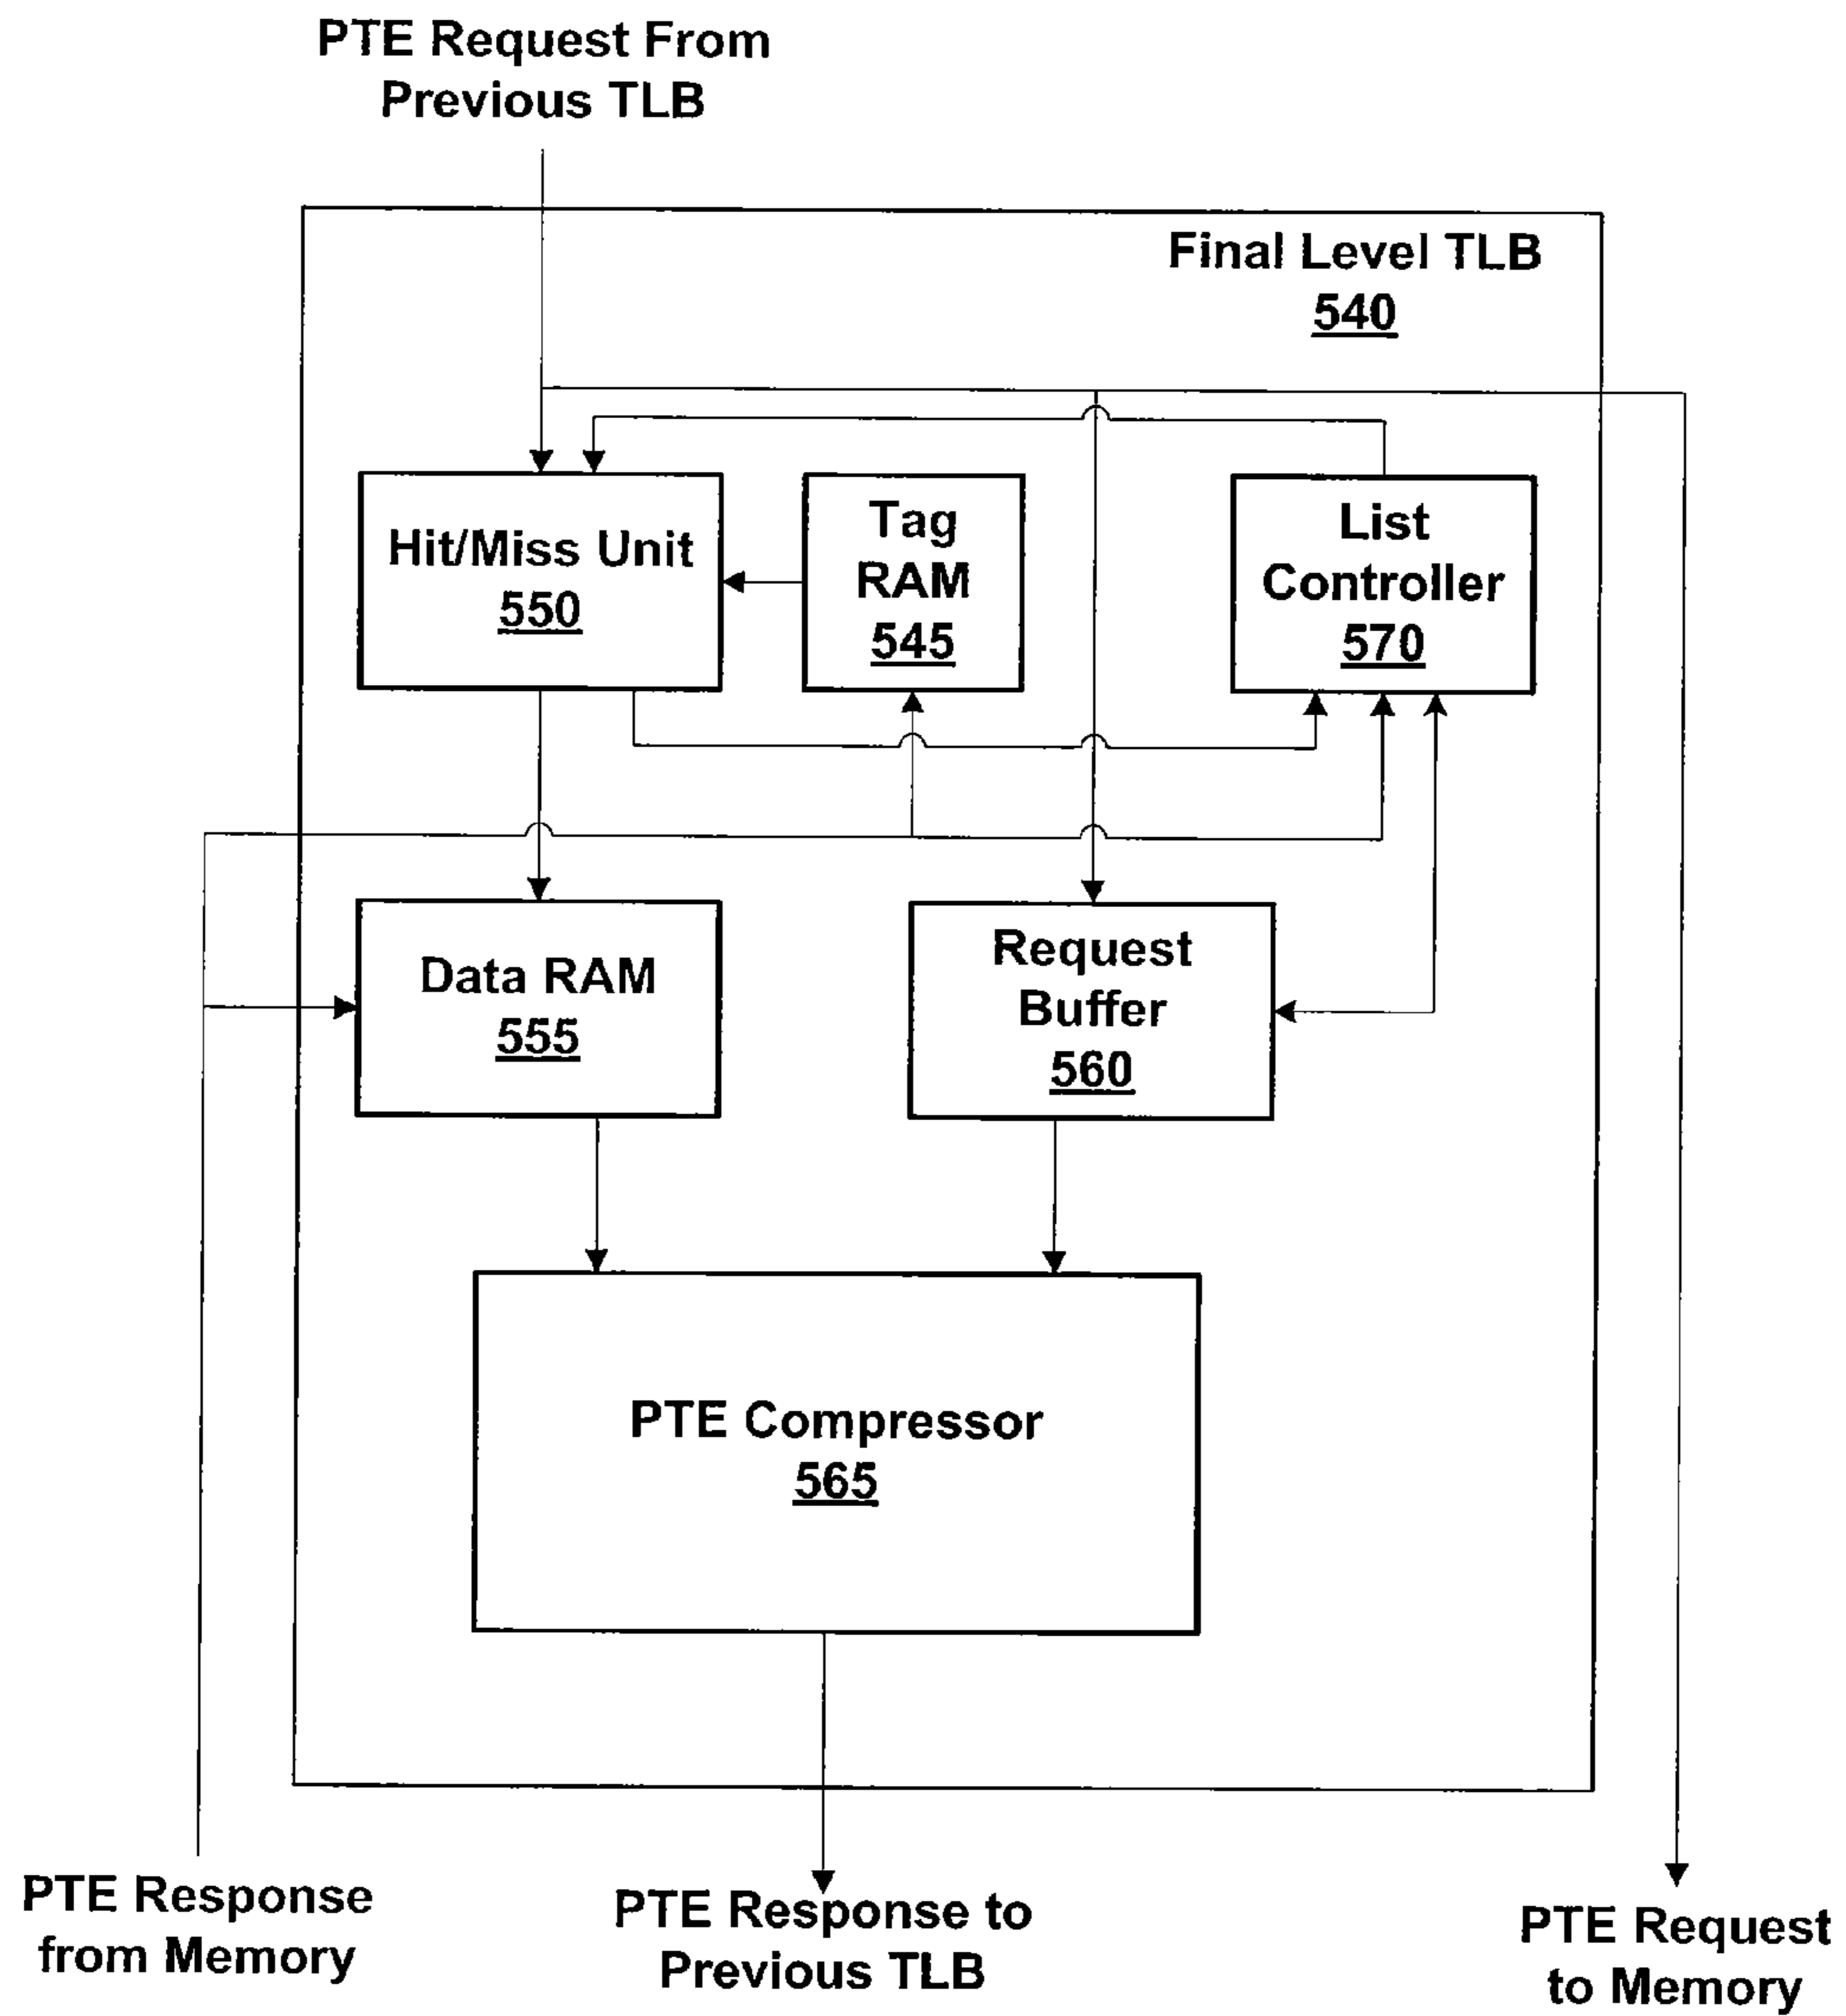 PTE Request From
Previous TLB
Final Level TLB
540
Hit/Miss Unit
550
Tag
RAM
545
List
Controller
570
Data RAM
555
Request
Buffer
560
PTE Compressor
565
PTE Response
from Memory
PTE Response to
Previous TLB
PTE Request
to Memory